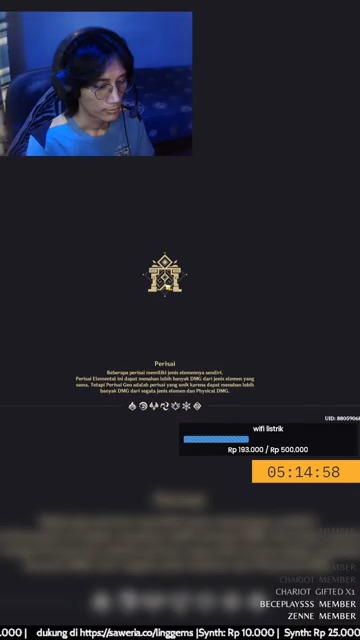 Perisai
Beberapa perisai memiliki jenis elemennya sendiri.
Perisai Elemental ini dapat menahan lebih banyak DMG dari jenis elemen yang
sama. Tetapi Perisai Geo adalah perisai yang unik karena dapat menahan lebih
banyak DMG dari segala jenis elemen dan Physical DMG.
UID: 8805906
wifi listrik
Rp 193.000 / Rp 500.000
05:14:58
MEMBER
CHARIOT MEMBER
CHARIOT GIFTED X1
BECEPLAYSSS MEMBER
ZENNE MEMBER
.000 | dukung di https://saweria.co/linggems |Synth: Rp 10.000 | Synth: Rp 25.000